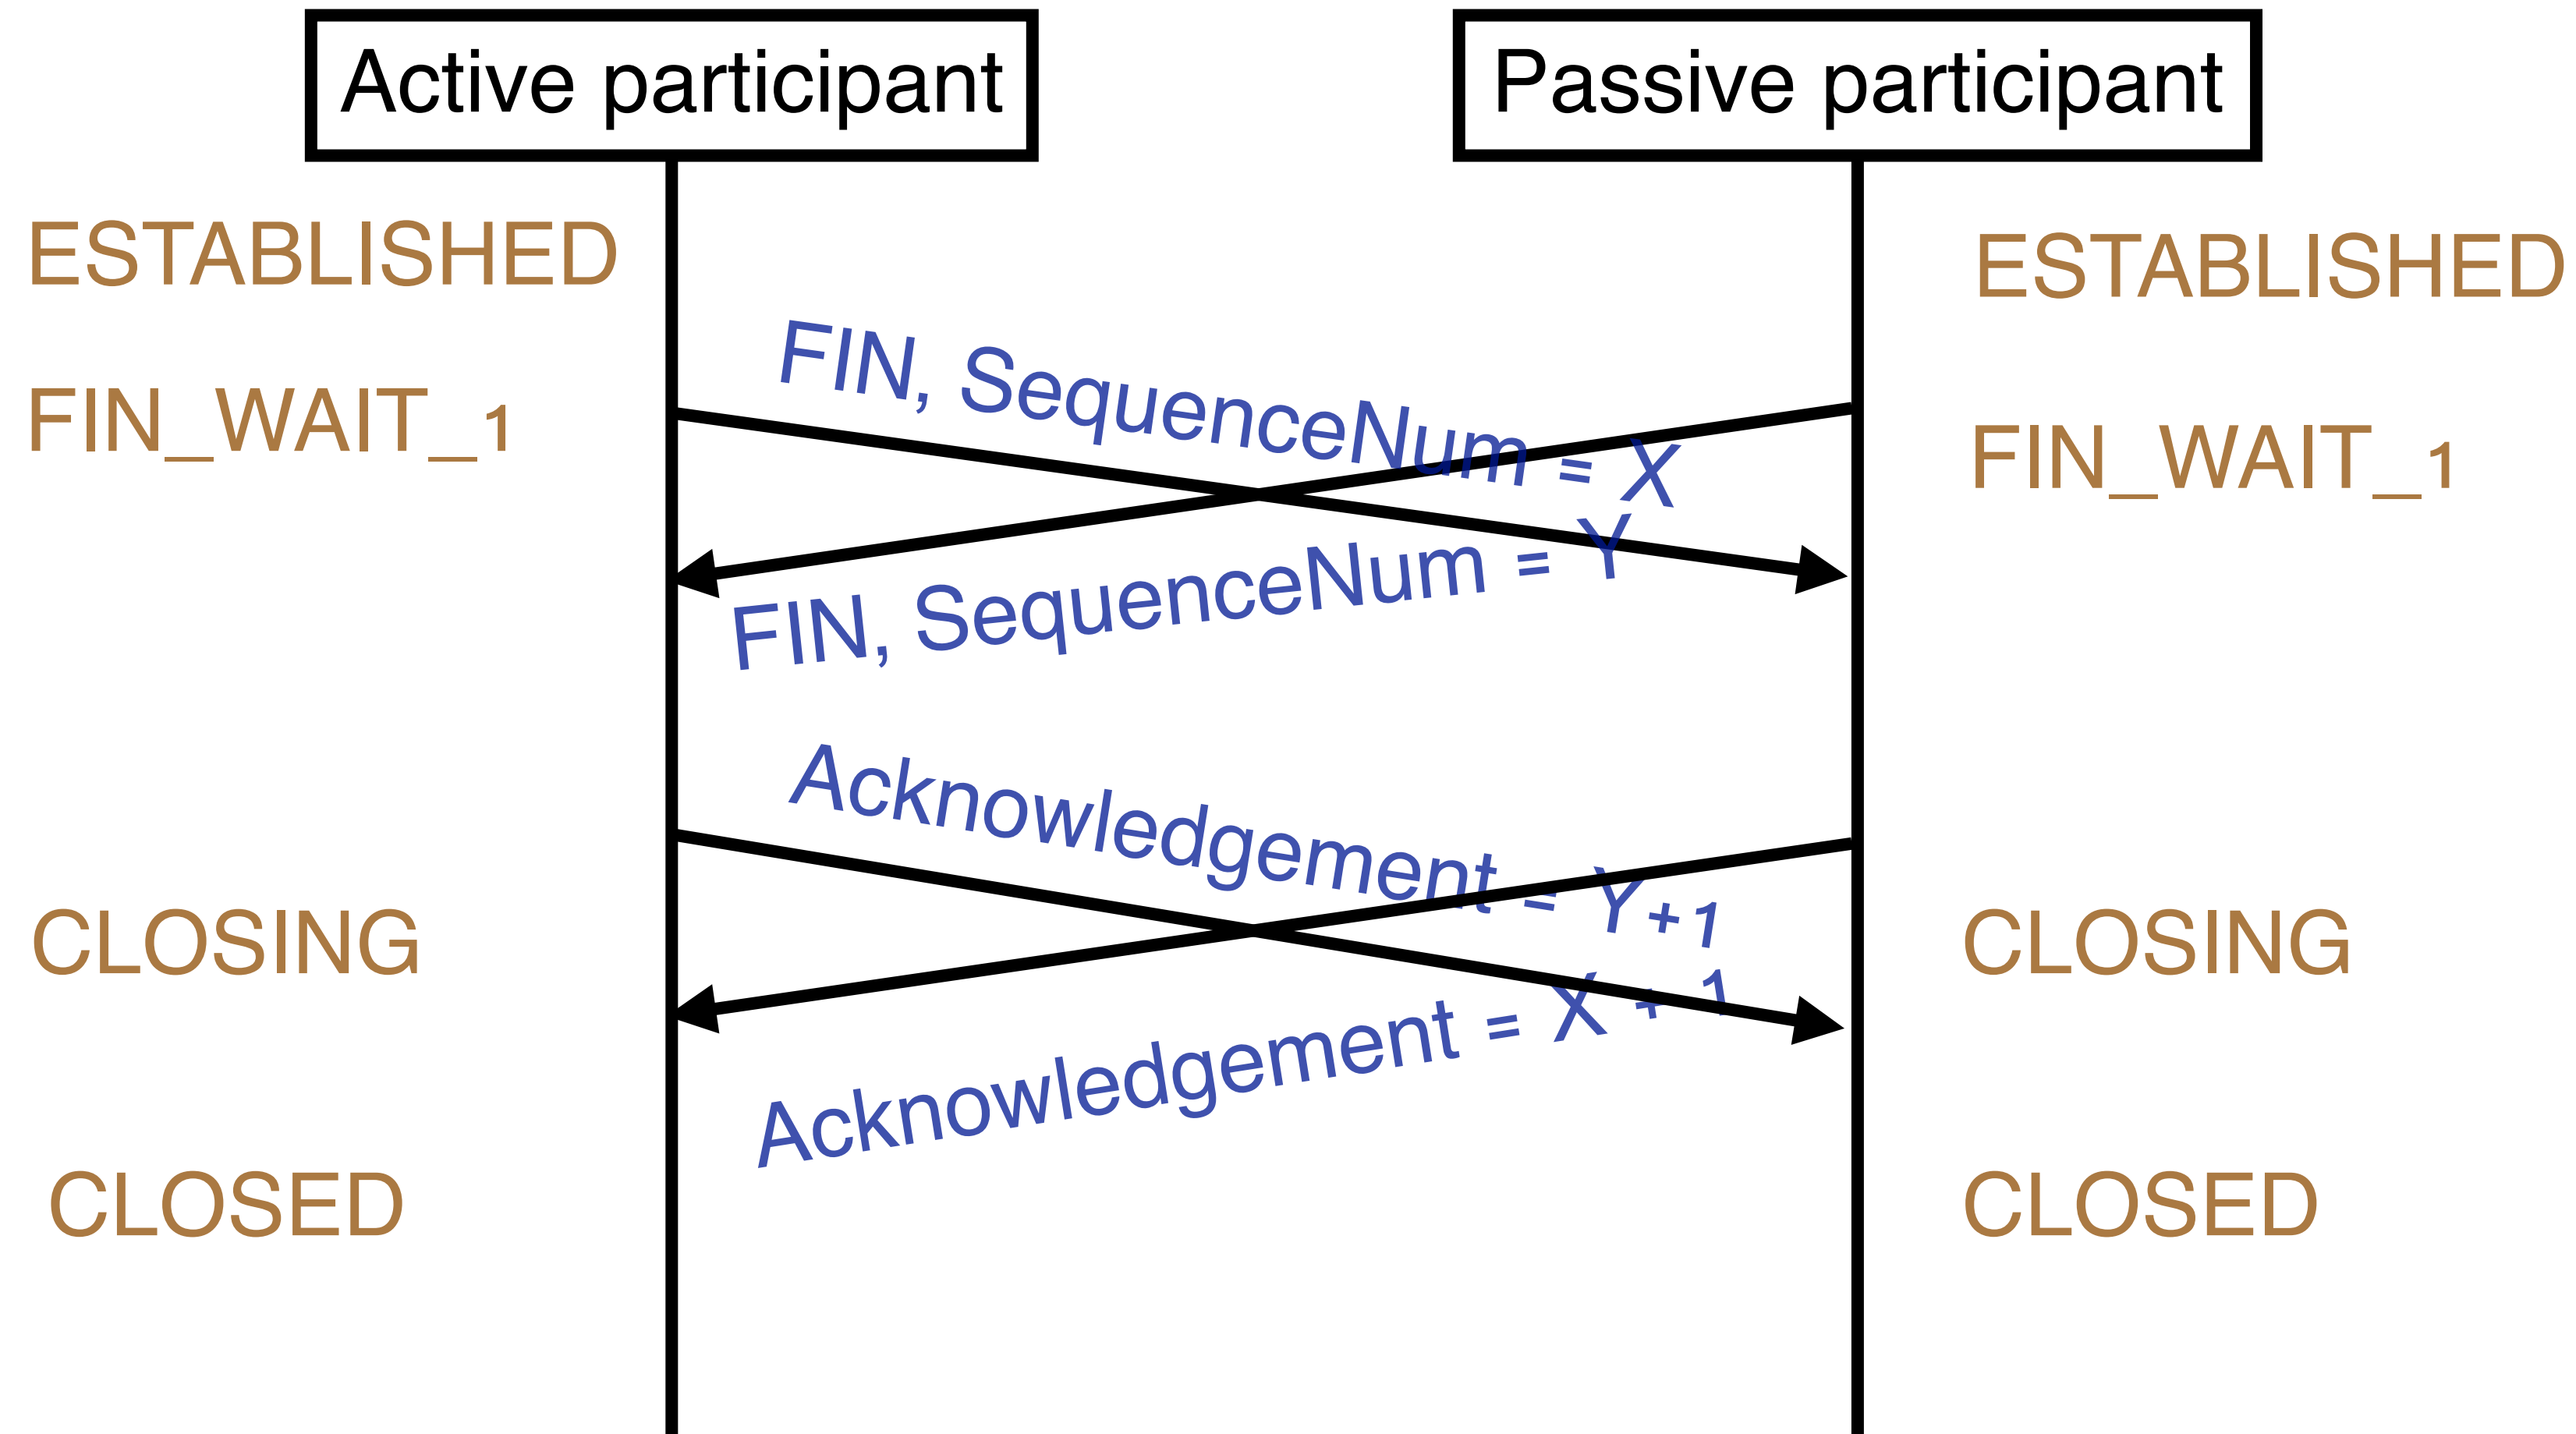 Active participant
Passive participant
ESTABLISHED
ESTABLISHED
FIN, SequenceNum = X
FIN_WAIT_1
FIN_WAIT_1
FIN, SequenceNum = Y
Acknowledgement = Y+1
CLOSING
CLOSING
Acknowledgement = X + 1
CLOSED
CLOSED